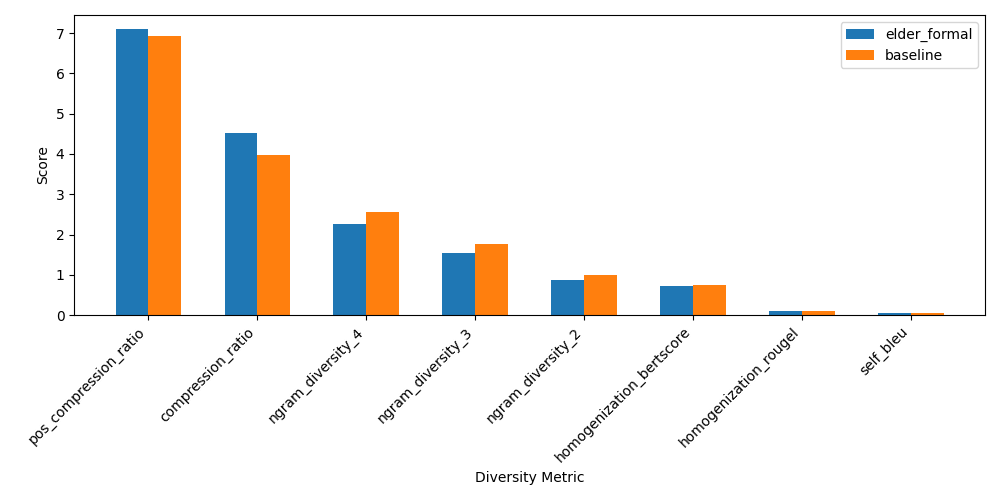 elder_formal
baseline
Score
7
6
5
4
3
2
1
0
pos_compression_ratio
compression_ratio
ngram_diversity_4
ngram_diversity_3
ngram_diversity_2
homogenization_bertscore
homogenization_rougel
self_bleu
Diversity Metric